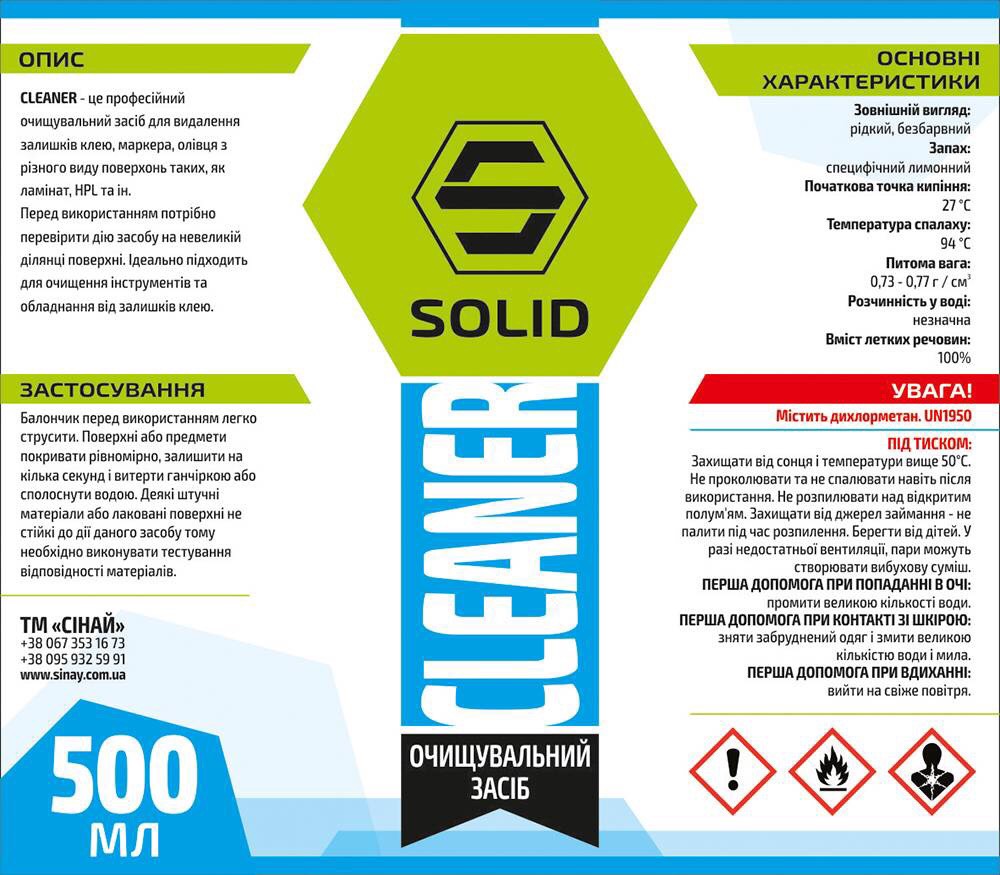 ОПИС
CLEANER - це професійний
очищувальний засіб для видалення
залишків клею, маркера, олівця з
різного виду поверхонь таких, як
ламінат, HPL та ін.
Перед використанням потрібно
перевірити дію засобу на невеликій
ділянці поверхні. Ідеально підходить
для очищення інструментів та
обладнання від залишків клею.
ЗАСТОСУВАННЯ
Балончик перед використанням легко
струсити. Поверхні або предмети
покривати рівномірно, залишити на
кілька секунд і витерти ганчіркою або
сполоснути водою. Деякі штучні
матеріали або лаковані поверхні не
стійкі до дії даного засобу тому
необхідно виконувати тестування
відповідності матеріалів.
ТМ «СІНАЙ»
+38 067 353 16 73
+38 095 932 59 91
www.sinay.com.ua
500
МЛ
SOLID
CLEANER
ОЧИЩУВАЛЬНИЙ
ЗАСІБ
ОСНОВНІ
ХАРАКТЕРИСТИКИ
Зовнішній вигляд:
рідкий, безбарвний
Запах:
специфічний лимонний
Початкова точка кипіння:
27 °C
Температура спалаху:
94 °C
Питома вага:
0,73 - 0,77 г / см³
Розчинність у воді:
незначна
Вміст летких речовин:
100%
УВАГА!
Містить дихлорметан. UN1950
ПІД ТИСКОМ:
Захищати від сонця і температури вище 50°C.
Не проколювати та не спалювати навіть після
використання. Не розпилювати над відкритим
полум'ям. Захищати від джерел займання - не
палити під час розпилення. Берегти від дітей. У
разі недостатньої вентиляції, пари можуть
створювати вибухову суміш.
ПЕРША ДОПОМОГА ПРИ ПОПАДАННІ В ОЧІ:
промити великою кількості води.
ПЕРША ДОПОМОГА ПРИ КОНТАКТІ ЗІ ШКІРОЮ:
зняти забруднений одяг і змити великою
кількістю води і мила.
ПЕРША ДОПОМОГА ПРИ ВДИХАННІ:
вийти на свіже повітря.